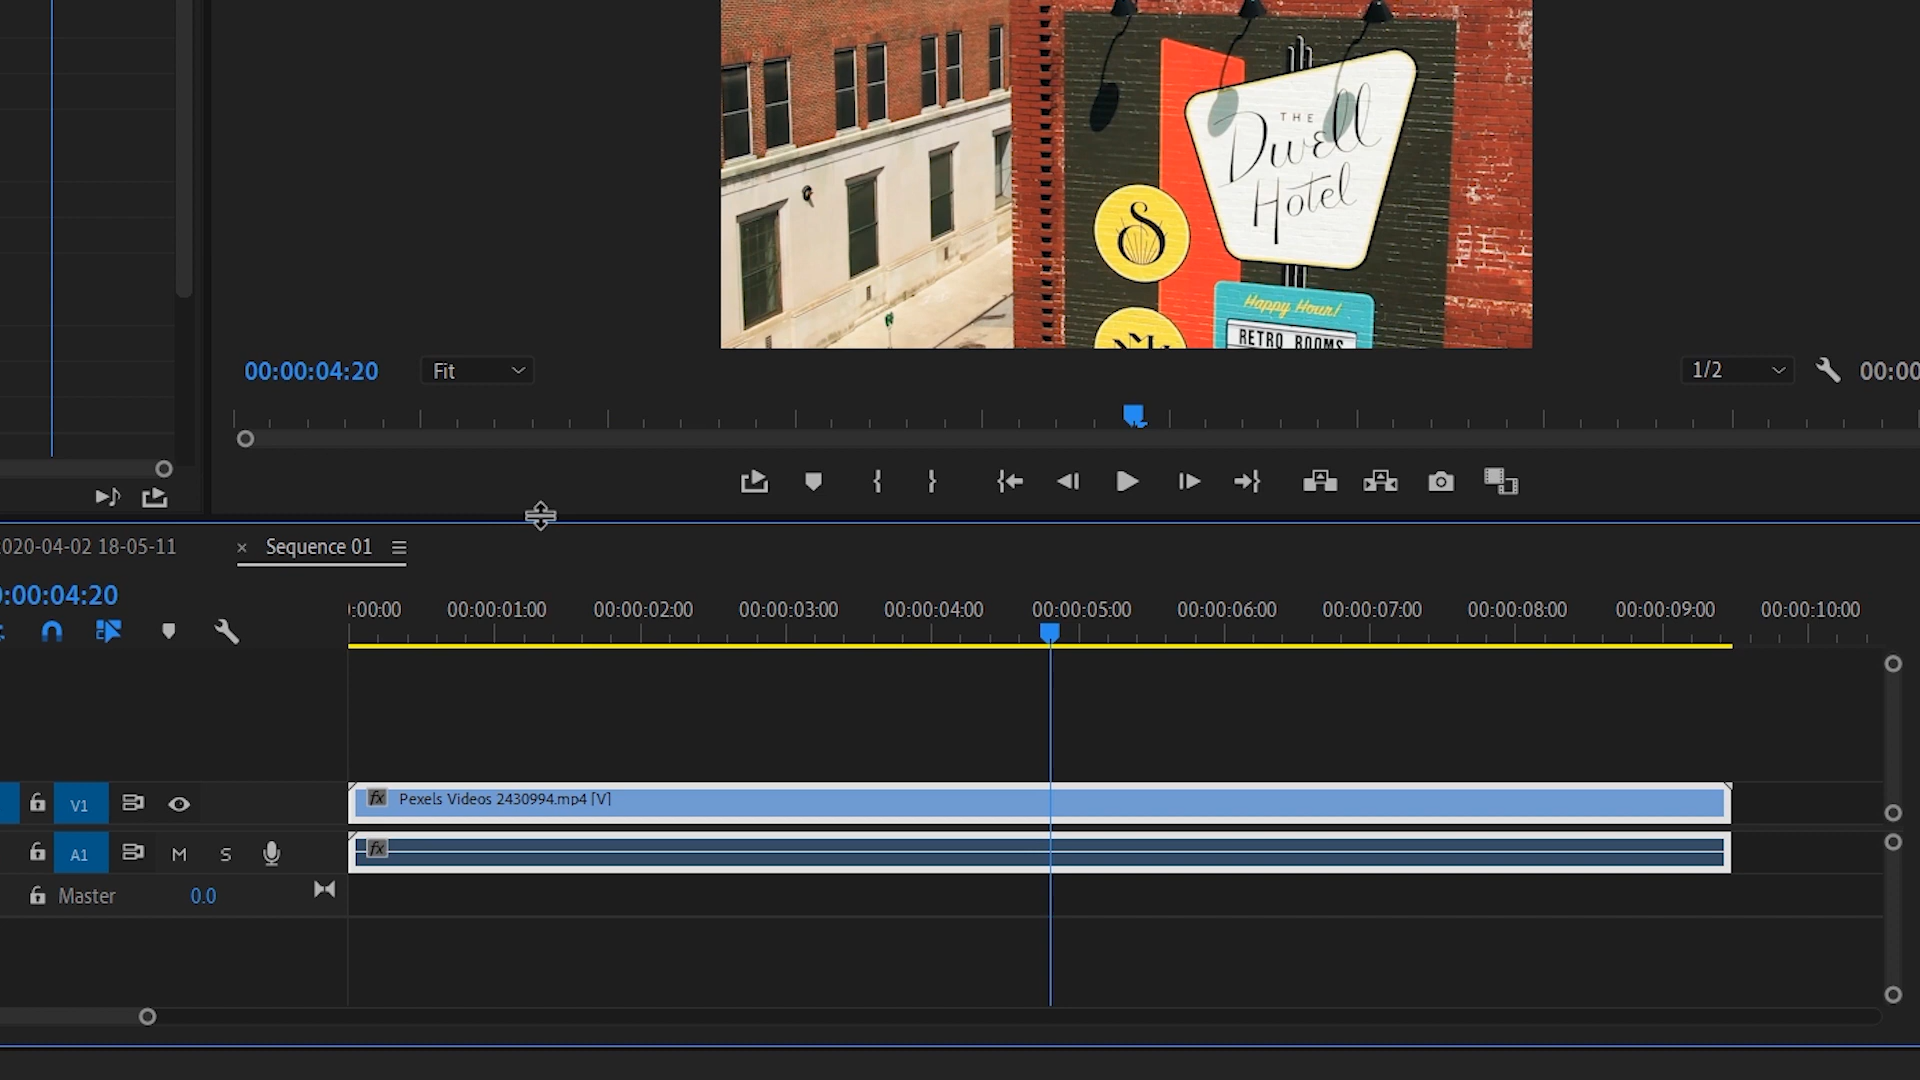 THE
Dwell
Hotel
S
Happy Hour!
RETRO ROOMS
00:00:04:20
Fit
1/2
00:00
020-04-02 18-05-11
× Sequence 01
:00:04:20
:00:00
00:00:01:00
00:00:02:00
00:00:03:00
00:00:04:00
00:00:05:00
00:00:06:00
00:00:07:00
00:00:08:00
00:00:09:00
00:00:10:00
V1
fx Pexels Videos 2430994.mp4 [V]
A1
M
S
fx
Master
0.0